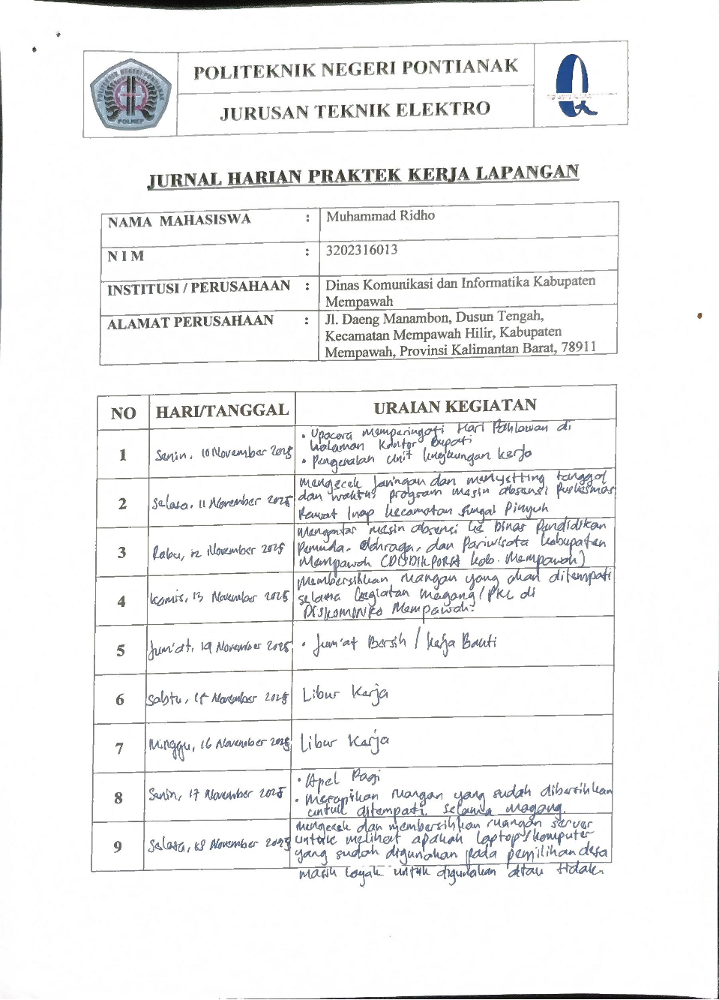 POLITEKNIK NEGERI PONTIANAK
JURUSAN TEKNIK ELEKTRO
POLITEKNIK NEGERI PONTIANAK
POLNEP
JURNAL HARIAN PRAKTEK KERJA LAPANGAN
NAMA MAHASISWA : Muhammad Ridho
N I M : 3202316013
INSTITUSI / PERUSAHAAN : Dinas Komunikasi dan Informatika Kabupaten
Mempawah
ALAMAT PERUSAHAAN : Jl. Daeng Manambon, Dusun Tengah,
Kecamatan Mempawah Hilir, Kabupaten
Mempawah, Provinsi Kalimantan Barat, 78911
NO HARI/TANGGAL URAIAN KEGIATAN
1 Senin, 10 November 2025 • Upacara memperingati Hari Pahlawan di
halaman Kantor Bupati
• Pengenalan unit lingkungan kerja
2 Selasa, 11 November 2025 Mengecek jaringan dan menyetting tanggal
dan waktu, program mesin absensi Puskesmas
Rawat Inap Kecamatan Sungai Pinyuh
3 Rabu, 12 November 2025 Mengantar mesin absensi ke Dinas Pendidikan
Pemuda, Olahraga, dan Pariwisata Kabupaten
Mempawah (DISDIKPORA kab. Mempawah)
4 Kamis, 13 November 2025 Membersihkan ruangan yang akan ditempati
selama kegiatan magang/PKL di
DISKOMINFO Mempawah.
5 Jum'at, 14 November 2025 • Jum'at Bersih / Kerja Bakti
6 Sabtu, 15 November 2025 Libur Kerja
7 Minggu, 16 November 2025 Libur Kerja
8 Senin, 17 November 2025 • Apel Pagi
• Merapikan ruangan yang sudah dibersihkan
untuk ditempati selama magang.
9 Selasa, 18 November 2025 Mengecek dan membersihkan ruangan server
untuk melihat apakah laptop/komputer
yang sudah digunakan pada pemilihan desa
masih layak untuk digunakan atau tidak.